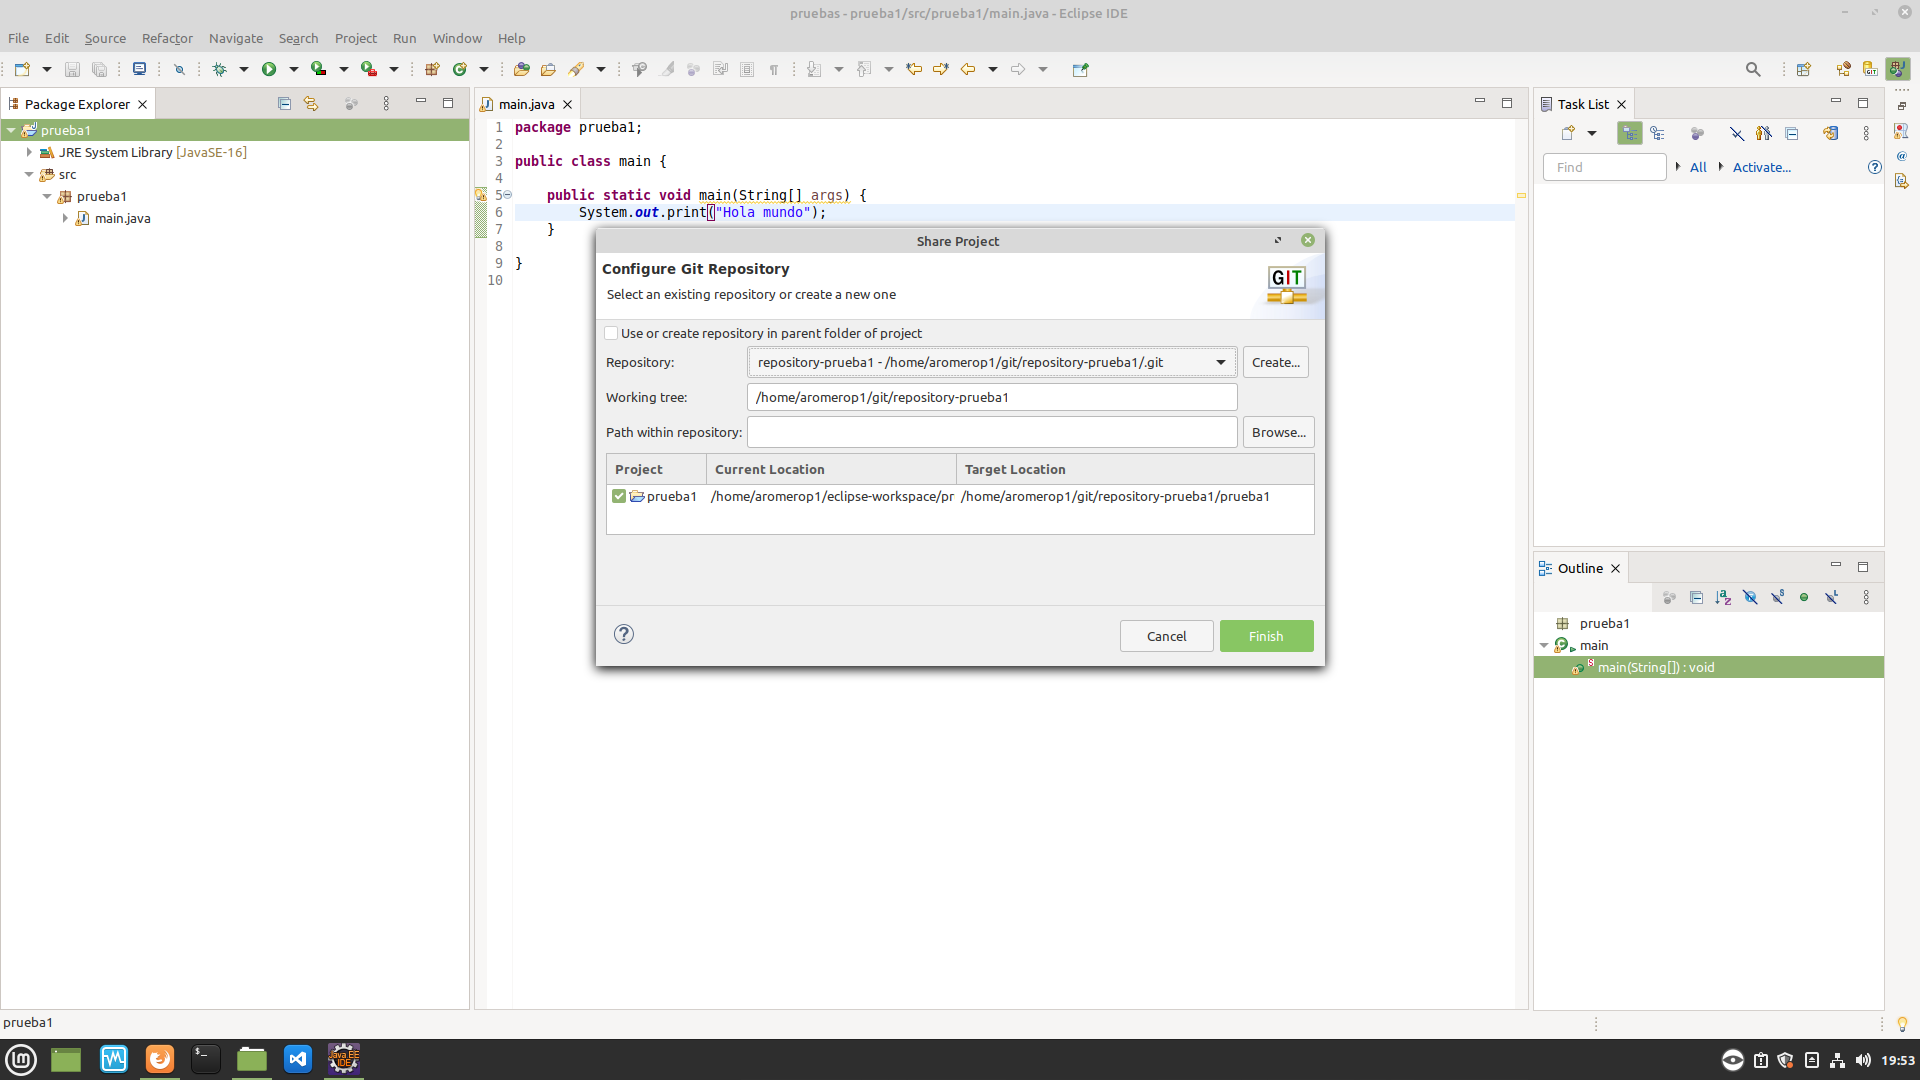 pruebas - prueba1/src/prueba1/main.java - Eclipse IDE
File Edit Source Refactor Navigate Search Project Run Window Help
Package Explorer
prueba1
JRE System Library [JavaSE-16]
src
prueba1
main.java
main.java
1 package prueba1;
2
3 public class main {
4
5 public static void main(String[] args) {
6 System.out.print("Hola mundo");
7 }
8
9 }
10
Share Project
Configure Git Repository
Select an existing repository or create a new one
GIT
Use or create repository in parent folder of project
Repository: repository-prueba1 - /home/aromerop1/git/repository-prueba1/.git Create...
Working tree: /home/aromerop1/git/repository-prueba1
Path within repository: Browse...
Project Current Location Target Location
prueba1 /home/aromerop1/eclipse-workspace/pr /home/aromerop1/git/repository-prueba1/prueba1
Cancel Finish
Task List
Find All Activate...
Outline
prueba1
main
main(String[]) : void
prueba1
Java EE
IDE
19:53